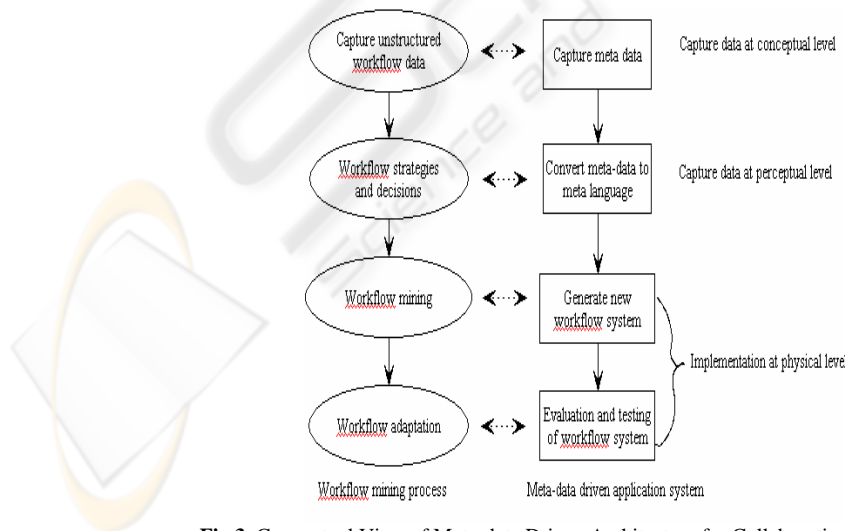 Capture unstructured
workflow data
Capture meta data
Capture data at conceptual level
Workflow strategies
and decisions
Convert meta-data to
meta language
Capture data at perceptual level
Workflow mining
Generate new
workflow system
Implementation at physical level
Workflow adaptation
Evaluation and testing
of workflow system
Workflow mining process
Meta-data driven application system
Science and